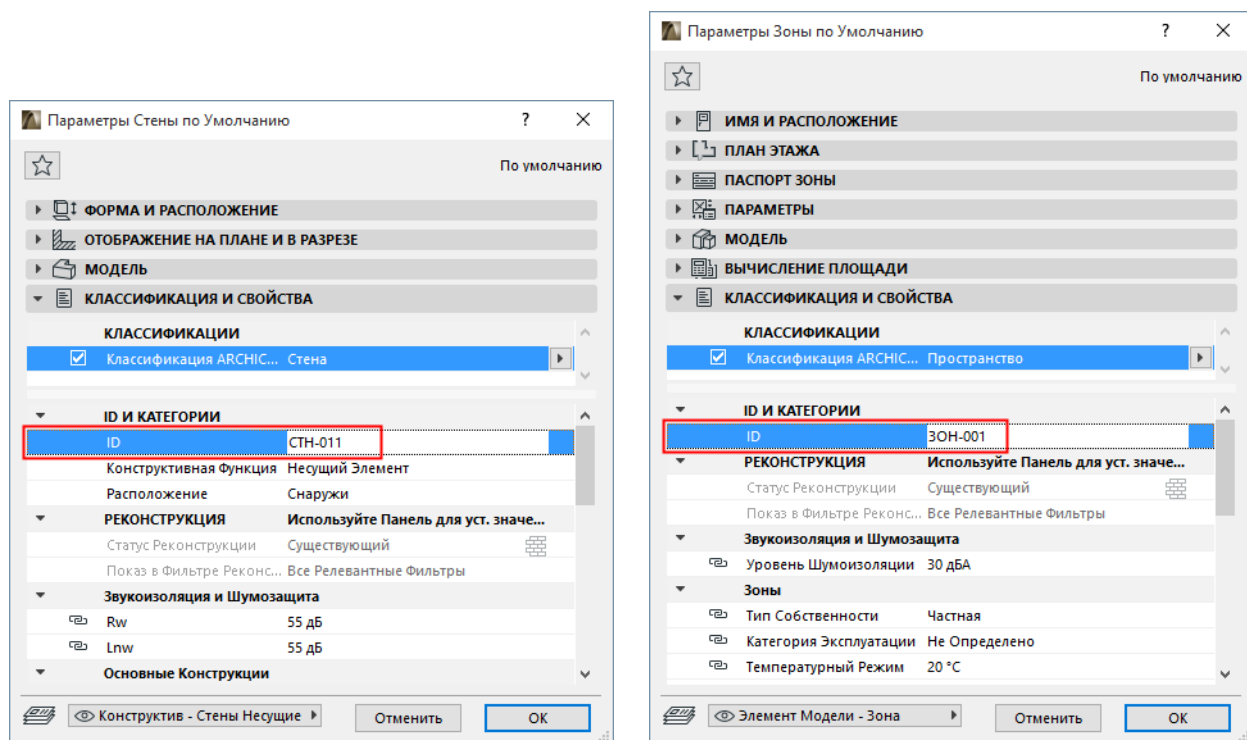 Параметры Стены по Умолчанию ?
По умолчанию
ФОРМА И РАСПОЛОЖЕНИЕ
ОТОБРАЖЕНИЕ НА ПЛАНЕ И В РАЗРЕЗЕ
МОДЕЛЬ
КЛАССИФИКАЦИЯ И СВОЙСТВА
КЛАССИФИКАЦИИ
Классификация ARCHIC... Стена
ID И КАТЕГОРИИ
ID СТН-011
Конструктивная Функция Несущий Элемент
Расположение Снаружи
РЕКОНСТРУКЦИЯ Используйте Панель для уст. значе...
Статус Реконструкции Существующий
Показ в Фильтре Реконс... Все Релевантные Фильтры
Звукоизоляция и Шумозащита
Rw 55 дБ
Lnw 55 дБ
Основные Конструкции
Конструктив - Стены Несущие Отменить OK
Параметры Зоны по Умолчанию ?
По умолчанию
ИМЯ И РАСПОЛОЖЕНИЕ
ПЛАН ЭТАЖА
ПАСПОРТ ЗОНЫ
ПАРАМЕТРЫ
МОДЕЛЬ
ВЫЧИСЛЕНИЕ ПЛОЩАДИ
КЛАССИФИКАЦИЯ И СВОЙСТВА
КЛАССИФИКАЦИИ
Классификация ARCHIC... Пространство
ID И КАТЕГОРИИ
ID ЗОН-001
РЕКОНСТРУКЦИЯ Используйте Панель для уст. значе...
Статус Реконструкции Существующий
Показ в Фильтре Реконс... Все Релевантные Фильтры
Звукоизоляция и Шумозащита
Уровень Шумоизоляции 30 дБА
Зоны
Тип Собственности Частная
Категория Эксплуатации Не Определено
Температурный Режим 20 °C
Элемент Модели - Зона Отменить OK